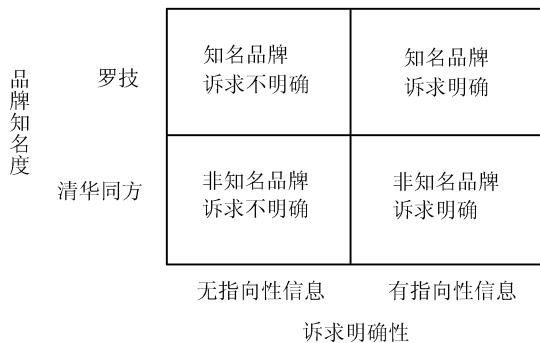 品牌知名度
罗技
知名品牌
诉求不明确
知名品牌
诉求明确
清华同方
非知名品牌
诉求不明确
非知名品牌
诉求明确
无指向性信息
有指向性信息
诉求明确性